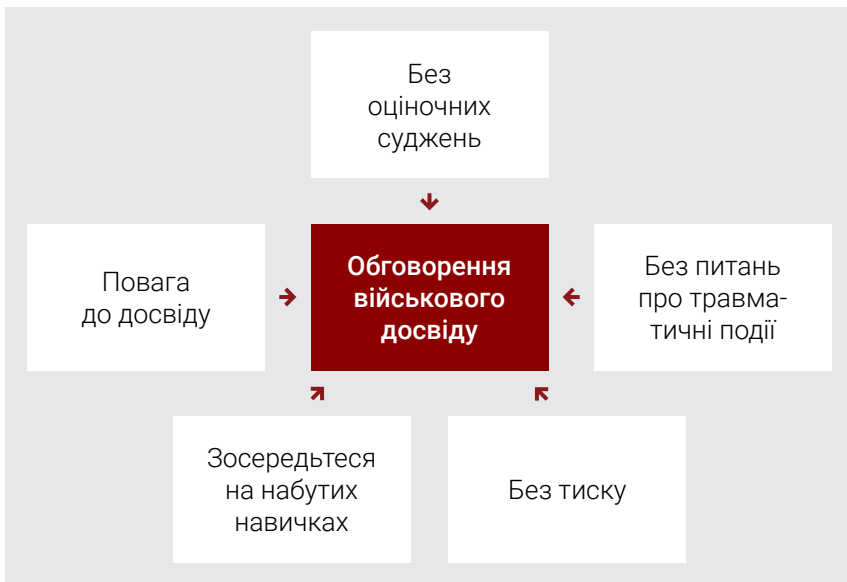 Без
оціночних
суджень
Повага
до досвіду
Обговорення
військового
досвіду
Без питань
про травма-
тичні події
Зосередьтеся
на набутих
навичках
Без тиску